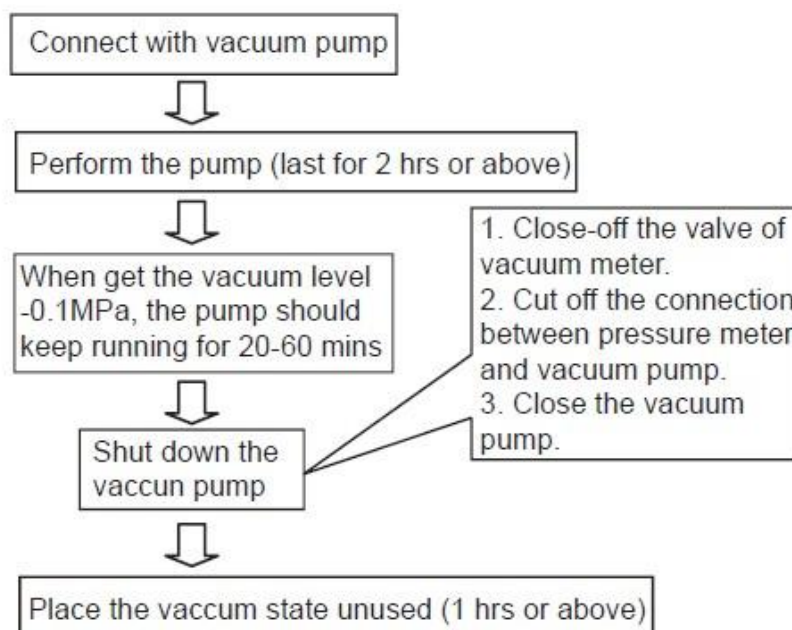 Connect with vacuum pump
Perform the pump (last for 2 hrs or above)
When get the vacuum level
-0.1MPa, the pump should
keep running for 20-60 mins
1. Close-off the valve of
vacuum meter.
2. Cut off the connection
between pressure meter
and vacuum pump.
3. Close the vacuum
pump.
Shut down the
vaccun pump
Place the vaccum state unused (1 hrs or above)